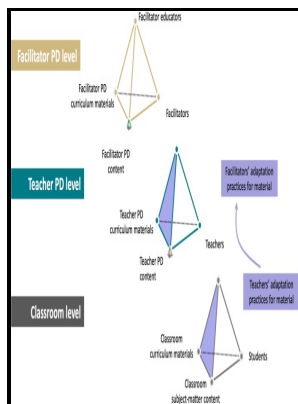 Facilitator educators
Facilitator PD level
Facilitator PD
curriculum materials
Facilitators
Facilitator PD
content
Facilitators' adaptation
practices for material
Teacher PD level
Teacher PD
curriculum materials
Teachers
Teacher PD
content
Teachers' adaptation
practices for material
Classroom level
Classroom
curriculum materials
Students
Classroom
subject-matter content